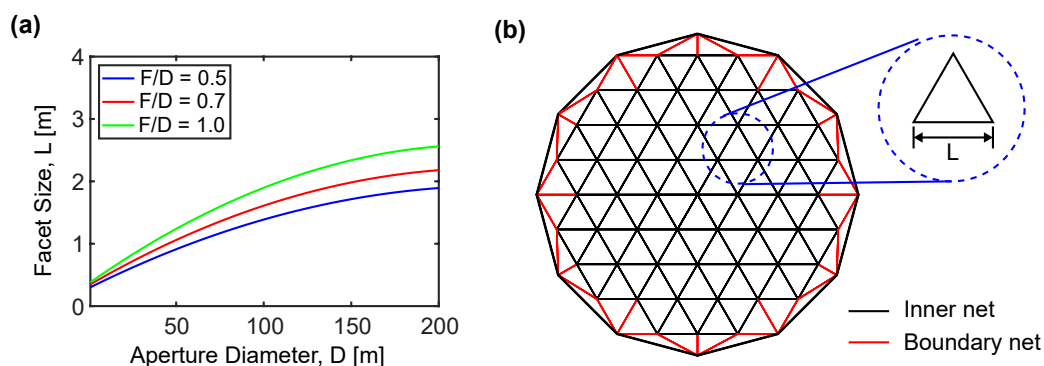 (a)
Facet Size, L [m]
4
3
2
1
0
F/D = 0.5
F/D = 0.7
F/D = 1.0
50
100
150
200
Aperture Diameter, D [m]
(b)
L
Inner net
Boundary net